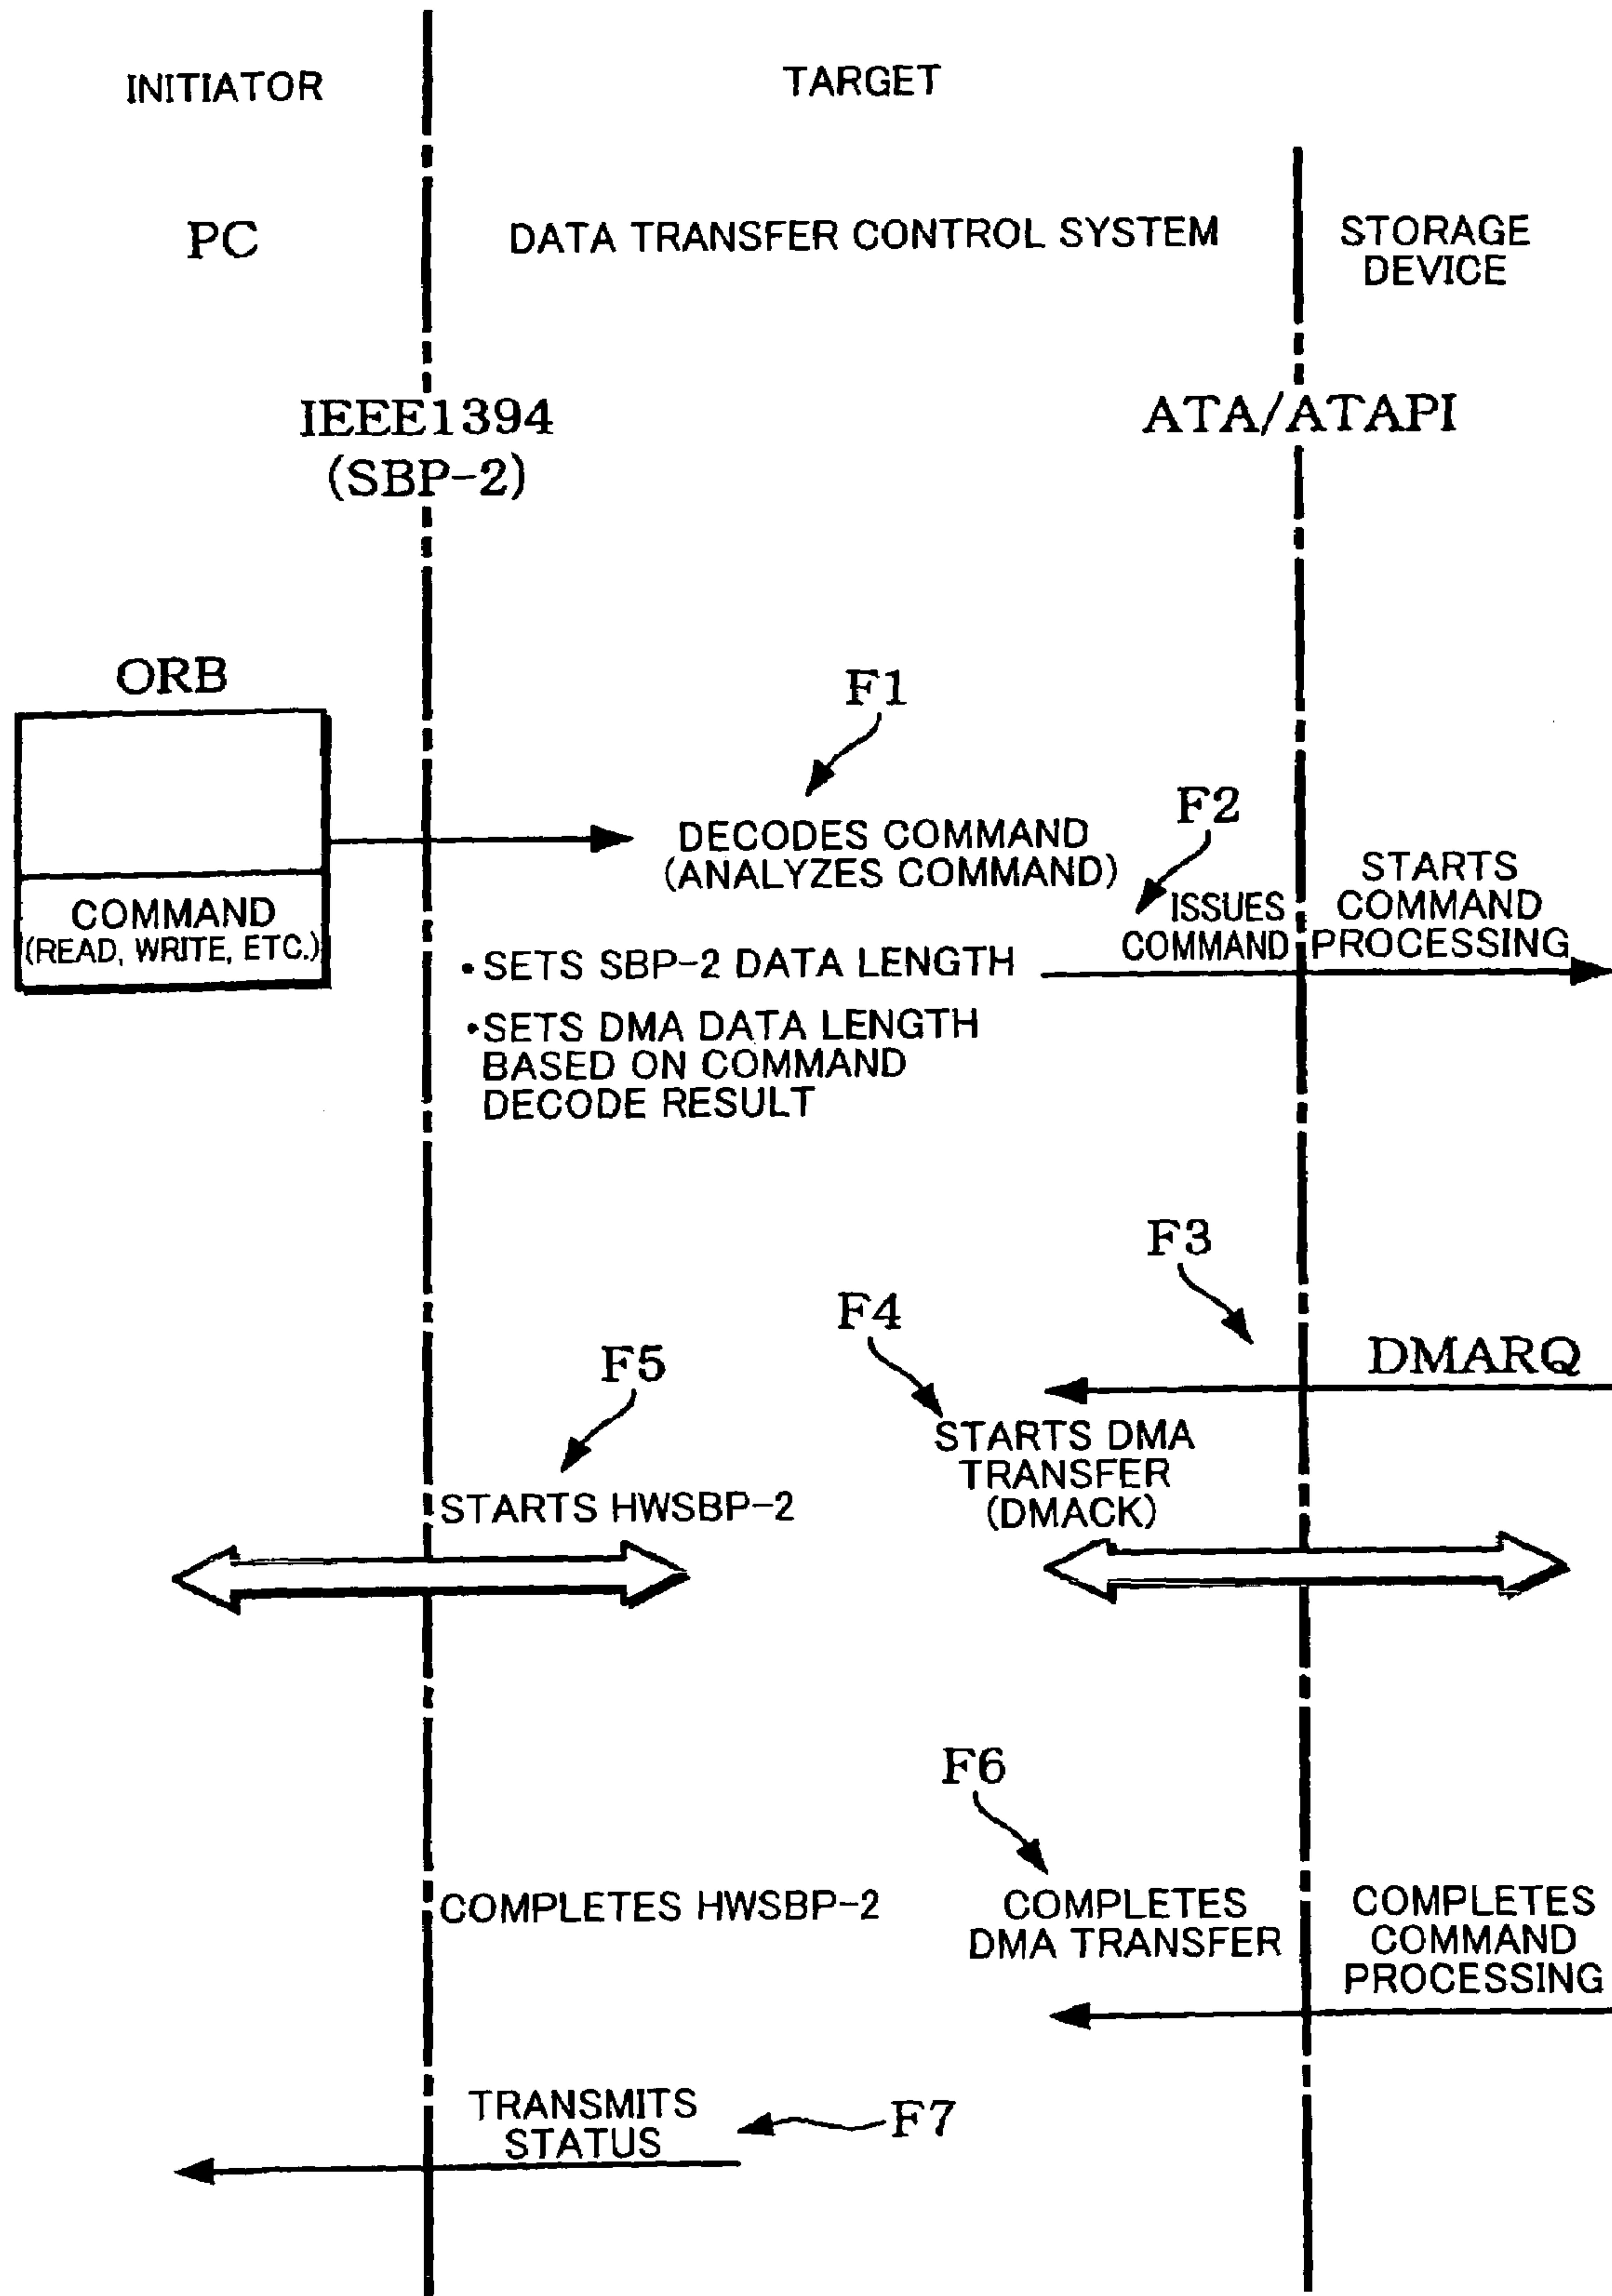 INITIATOR
TARGET
PC
DATA TRANSFER CONTROL SYSTEM
STORAGE
DEVICE
IEEE1394
(SBP-2)
ATA/ATAPI
ORB
COMMAND
(READ, WRITE, ETC.)
F1
DECODES COMMAND
(ANALYZES COMMAND)
F2
ISSUES
COMMAND
STARTS
COMMAND
PROCESSING
•SETS SBP-2 DATA LENGTH
•SETS DMA DATA LENGTH
BASED ON COMMAND
DECODE RESULT
F3
DMARQ
F4
STARTS DMA
TRANSFER
(DMACK)
F5
STARTS HWSBP-2
F6
COMPLETES HWSBP-2
COMPLETES
DMA TRANSFER
COMPLETES
COMMAND
PROCESSING
TRANSMITS
STATUS
F7